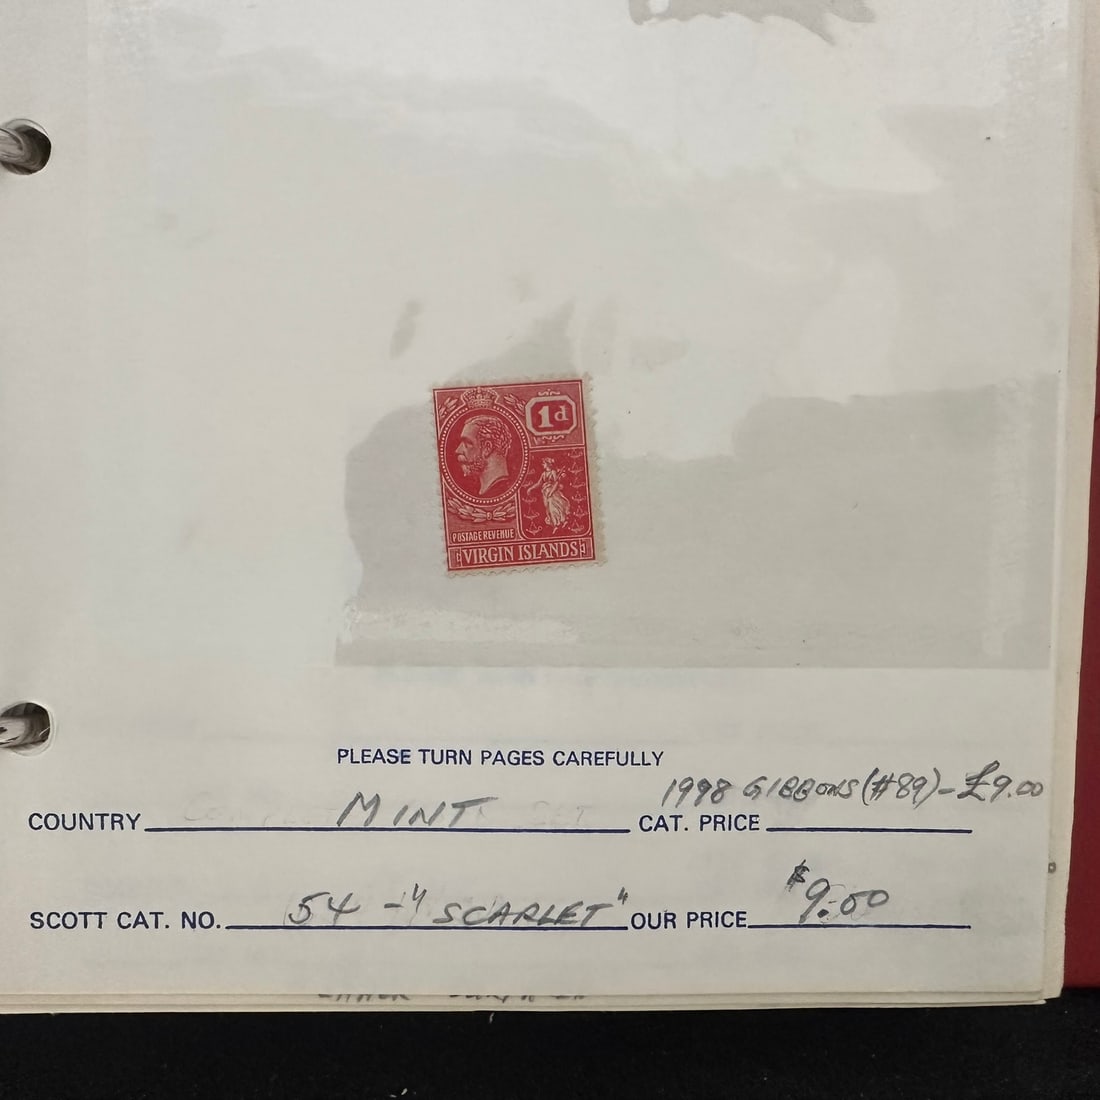 1d
POSTAGE REVENUE
VIRGIN ISLANDS
PLEASE TURN PAGES CAREFULLY
1998 GIBBONS (#89) - £9.00
COUNTRY MINT CAT. PRICE
SCOTT CAT. NO. 54 - "SCARLET" OUR PRICE $9.00